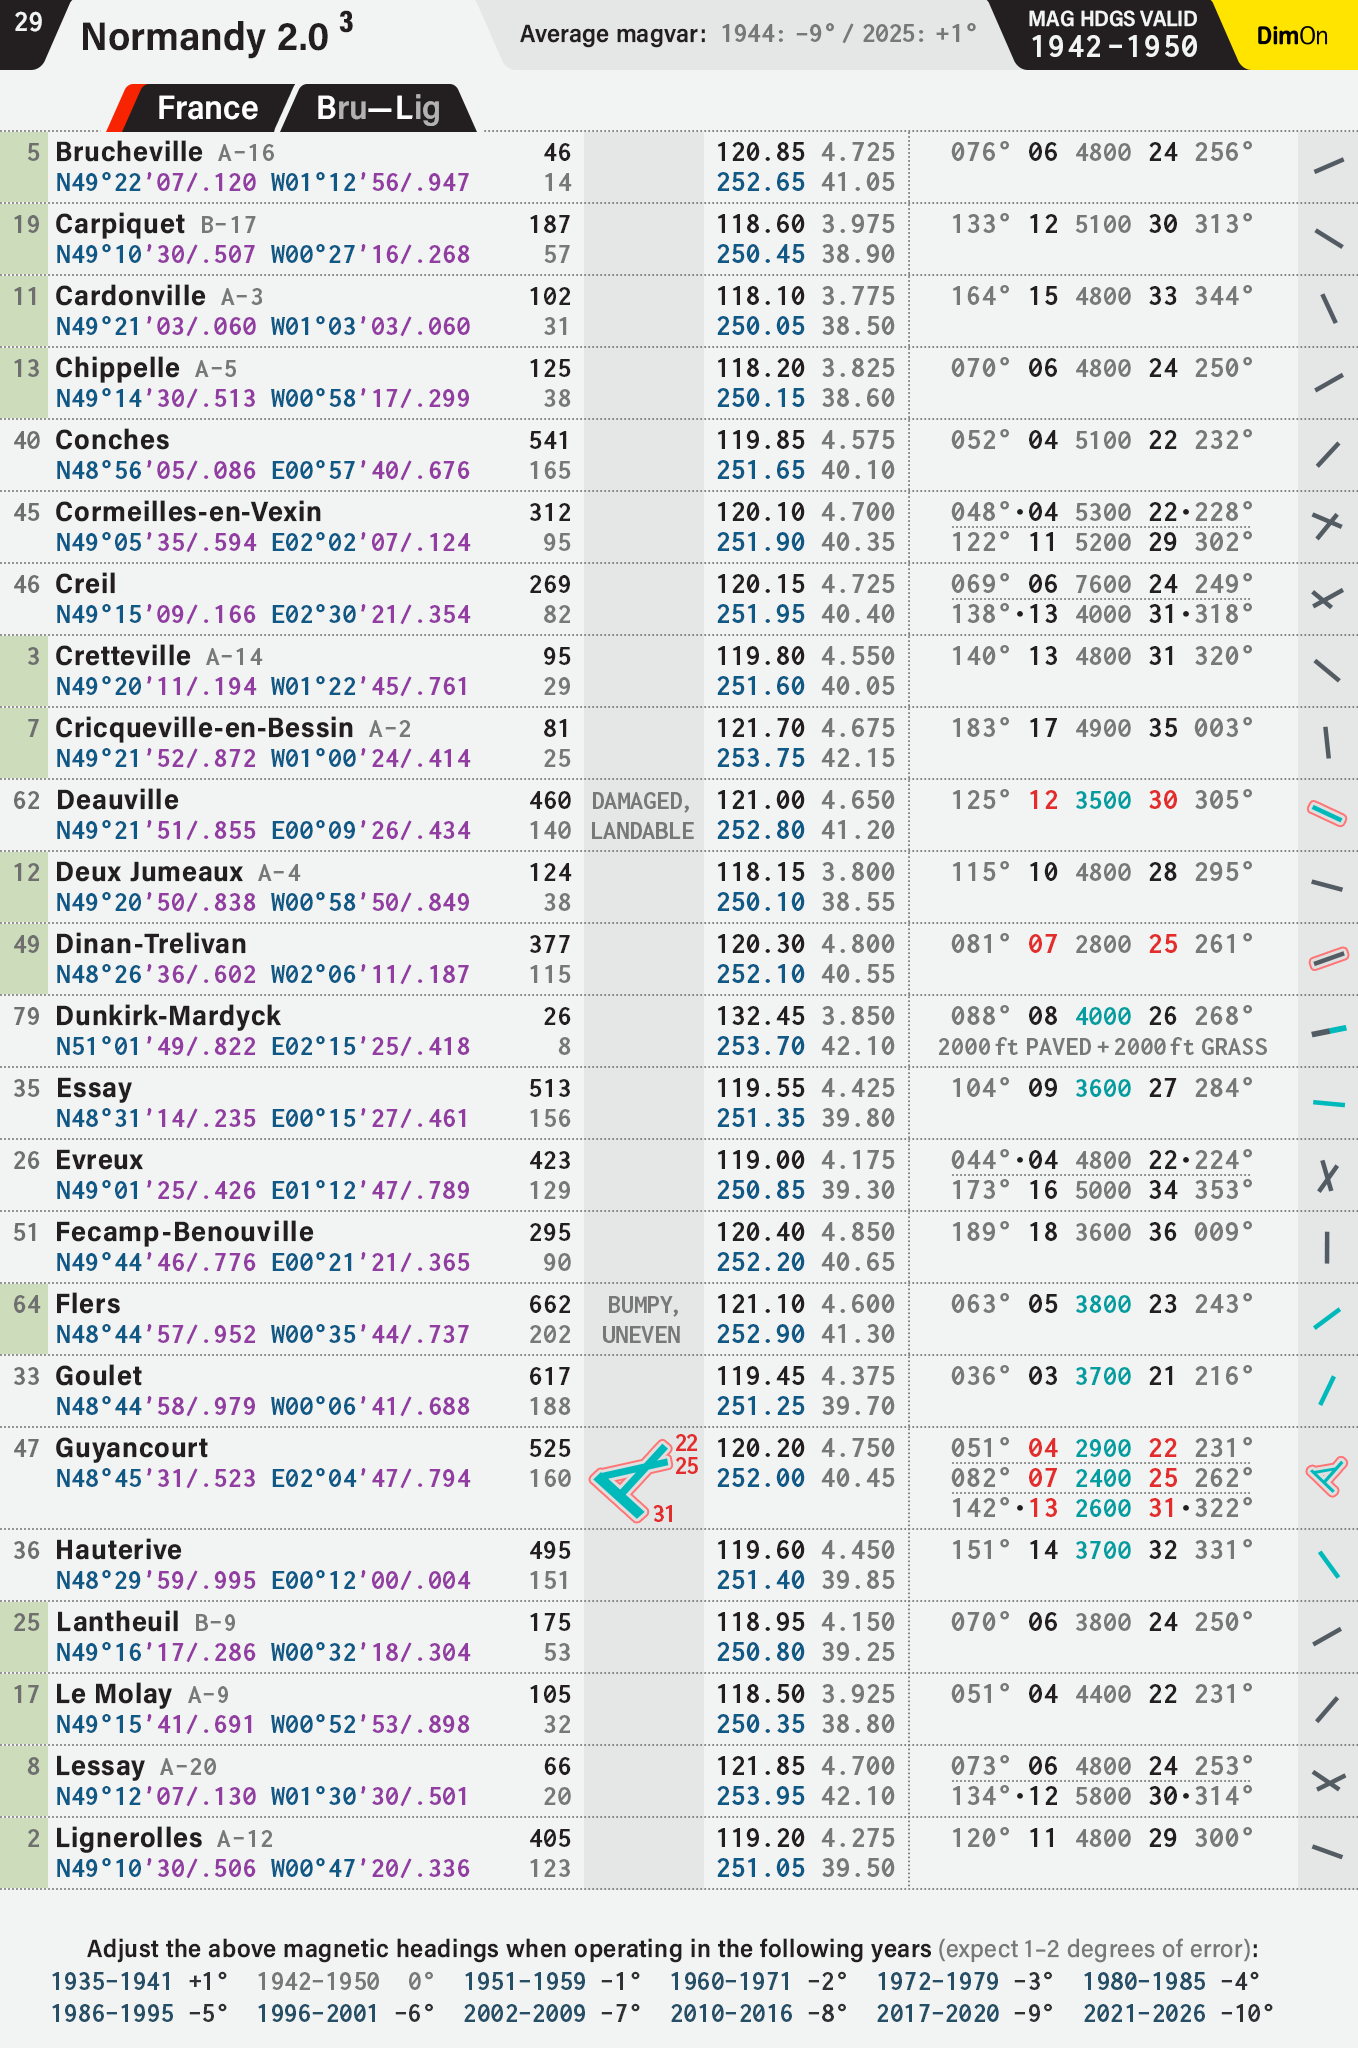 29 Normandy 2.0 3 Average magvar: 1944: -9° / 2025: +1° MAG HDGS VALID 1942-1950 DimOn
France Bru—Lig
5 Brucheville A-16 46 120.85 4.725 076° 06 4800 24 256°
N49°22'07/.120 W01°12'56/.947 14 252.65 41.05
19 Carpiquet B-17 187 118.60 3.975 133° 12 5100 30 313°
N49°10'30/.507 W00°27'16/.268 57 250.45 38.90
11 Cardonville A-3 102 118.10 3.775 164° 15 4800 33 344°
N49°21'03/.060 W01°03'03/.060 31 250.05 38.50
13 Chippelle A-5 125 118.20 3.825 070° 06 4800 24 250°
N49°14'30/.513 W00°58'17/.299 38 250.15 38.60
40 Conches 541 119.85 4.575 052° 04 5100 22 232°
N48°56'05/.086 E00°57'40/.676 165 251.65 40.10
45 Cormeilles-en-Vexin 312 120.10 4.700 048°•04 5300 22•228°
N49°05'35/.594 E02°02'07/.124 95 251.90 40.35 122° 11 5200 29 302°
46 Creil 269 120.15 4.725 069° 06 7600 24 249°
N49°15'09/.166 E02°30'21/.354 82 251.95 40.40 138°•13 4000 31•318°
3 Cretteville A-14 95 119.80 4.550 140° 13 4800 31 320°
N49°20'11/.194 W01°22'45/.761 29 251.60 40.05
7 Cricqueville-en-Bessin A-2 81 121.70 4.675 183° 17 4900 35 003°
N49°21'52/.872 W01°00'24/.414 25 253.75 42.15
62 Deauville 460 DAMAGED, 121.00 4.650 125° 12 3500 30 305°
N49°21'51/.855 E00°09'26/.434 140 LANDABLE 252.80 41.20
12 Deux Jumeaux A-4 124 118.15 3.800 115° 10 4800 28 295°
N49°20'50/.838 W00°58'50/.849 38 250.10 38.55
49 Dinan-Trelivan 377 120.30 4.800 081° 07 2800 25 261°
N48°26'36/.602 W02°06'11/.187 115 252.10 40.55
79 Dunkirk-Mardyck 26 132.45 3.850 088° 08 4000 26 268°
N51°01'49/.822 E02°15'25/.418 8 253.70 42.10 2000 ft PAVED + 2000 ft GRASS
35 Essay 513 119.55 4.425 104° 09 3600 27 284°
N48°31'14/.235 E00°15'27/.461 156 251.35 39.80
26 Evreux 423 119.00 4.175 044°•04 4800 22•224°
N49°01'25/.426 E01°12'47/.789 129 250.85 39.30 173° 16 5000 34 353°
51 Fecamp-Benouville 295 120.40 4.850 189° 18 3600 36 009°
N49°44'46/.776 E00°21'21/.365 90 252.20 40.65
64 Flers 662 BUMPY, 121.10 4.600 063° 05 3800 23 243°
N48°44'57/.952 W00°35'44/.737 202 UNEVEN 252.90 41.30
33 Goulet 617 119.45 4.375 036° 03 3700 21 216°
N48°44'58/.979 W00°06'41/.688 188 251.25 39.70
47 Guyancourt 525 22 120.20 4.750 051° 04 2900 22 231°
N48°45'31/.523 E02°04'47/.794 160 25 252.00 40.45 082° 07 2400 25 262°
31 142°•13 2600 31•322°
36 Hauterive 495 119.60 4.450 151° 14 3700 32 331°
N48°29'59/.995 E00°12'00/.004 151 251.40 39.85
25 Lantheuil B-9 175 118.95 4.150 070° 06 3800 24 250°
N49°16'17/.286 W00°32'18/.304 53 250.80 39.25
17 Le Molay A-9 105 118.50 3.925 051° 04 4400 22 231°
N49°15'41/.691 W00°52'53/.898 32 250.35 38.80
8 Lessay A-20 66 121.85 4.700 073° 06 4800 24 253°
N49°12'07/.130 W01°30'30/.501 20 253.95 42.10 134°•12 5800 30•314°
2 Lignerolles A-12 405 119.20 4.275 120° 11 4800 29 300°
N49°10'30/.506 W00°47'20/.336 123 251.05 39.50
Adjust the above magnetic headings when operating in the following years (expect 1-2 degrees of error):
1935-1941 +1° 1942-1950 0° 1951-1959 -1° 1960-1971 -2° 1972-1979 -3° 1980-1985 -4°
1986-1995 -5° 1996-2001 -6° 2002-2009 -7° 2010-2016 -8° 2017-2020 -9° 2021-2026 -10°